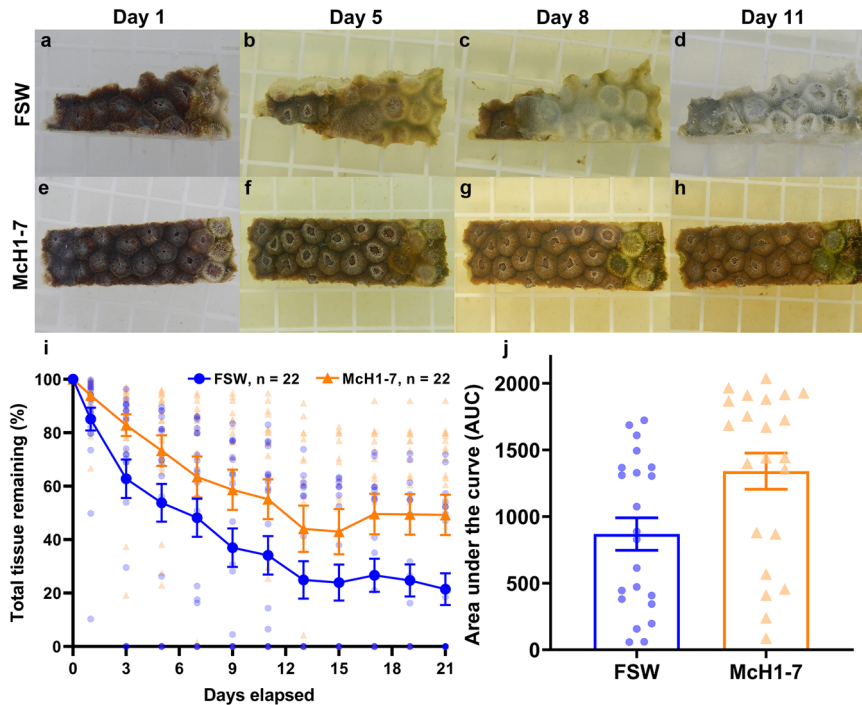 Day 1 Day 5 Day 8 Day 11
a b c d
FSW
e f g h
McH1-7
i
FSW, n = 22 McH1-7, n = 22
100
80
60
40
20
0
0 3 6 9 12 15 18 21
Total tissue remaining (%)
Days elapsed
j
2000
1500
1000
500
0
Area under the curve (AUC)
FSW McH1-7